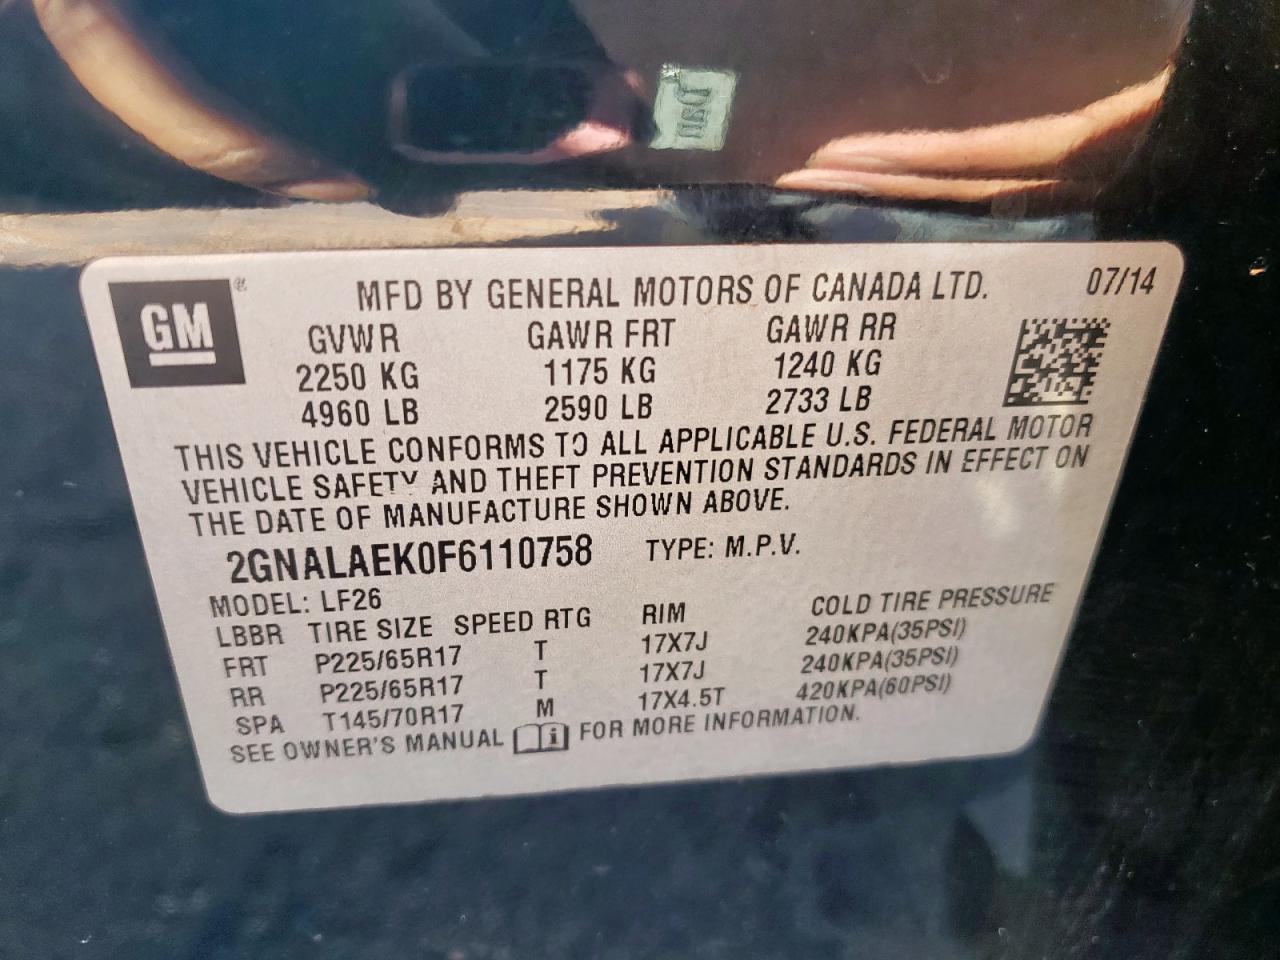 Dan
GM®
MFD BY GENERAL MOTORS OF CANADA LTD. 07/14
GVWR GAWR FRT GAWR RR
2250 KG 1175 KG 1240 KG
4960 LB 2590 LB 2733 LB
THIS VEHICLE CONFORMS TO ALL APPLICABLE U.S. FEDERAL MOTOR
VEHICLE SAFETY AND THEFT PREVENTION STANDARDS IN EFFECT ON
THE DATE OF MANUFACTURE SHOWN ABOVE.
2GNALAEK0F6110758 TYPE: M.P.V.
MODEL: LF26
LBBR TIRE SIZE SPEED RTG RIM COLD TIRE PRESSURE
FRT P225/65R17 T 17X7J 240KPA(35PSI)
RR P225/65R17 T 17X7J 240KPA(35PSI)
SPA T145/70R17 M 17X4.5T 420KPA(60PSI)
SEE OWNER'S MANUAL i FOR MORE INFORMATION.